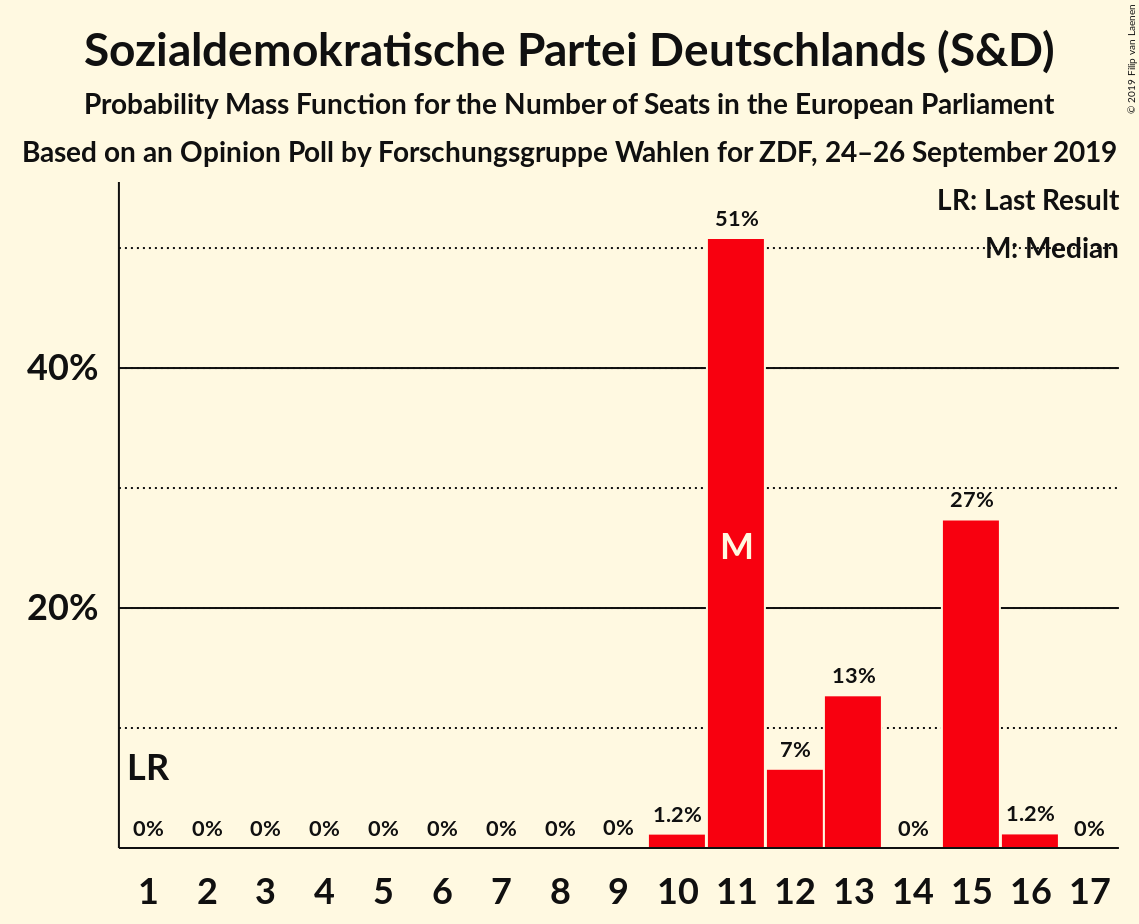 Sozialdemokratische Partei Deutschlands (S&D)
Probability Mass Function for the Number of Seats in the European Parliament
Based on an Opinion Poll by Forschungsgruppe Wahlen for ZDF, 24–26 September 2019
© 2019 Filip van Laenen
LR: Last Result
M: Median
51%
40%
27%
M
20%
13%
7%
LR
0% 0% 0% 0% 0% 0% 0% 0% 0% 1.2% 0% 1.2% 0%
1 2 3 4 5 6 7 8 9 10 11 12 13 14 15 16 17